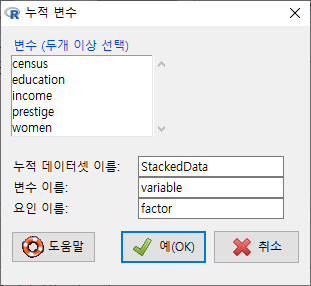 누적 변수
변수 (두개 이상 선택)
census
education
income
prestige
women
누적 데이터셋 이름: StackedData
변수 이름: variable
요인 이름: factor
도움말 예(OK) 취소